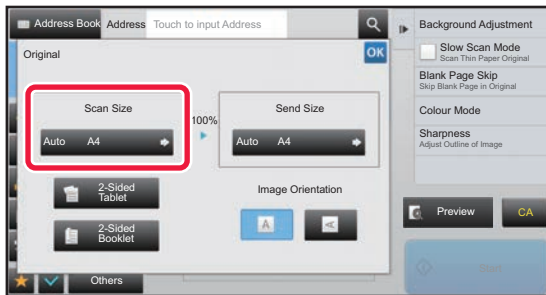 Address Book Address Touch to input Address
Original
OK
Scan Size
Auto A4
100%
Send Size
Auto A4
2-Sided
Tablet
2-Sided
Booklet
Image Orientation
A
A
Others
Background Adjustment
Slow Scan Mode
Scan Thin Paper Original
Blank Page Skip
Skip Blank Page in Original
Colour Mode
Sharpness
Adjust Outline of Image
Preview
CA
Start